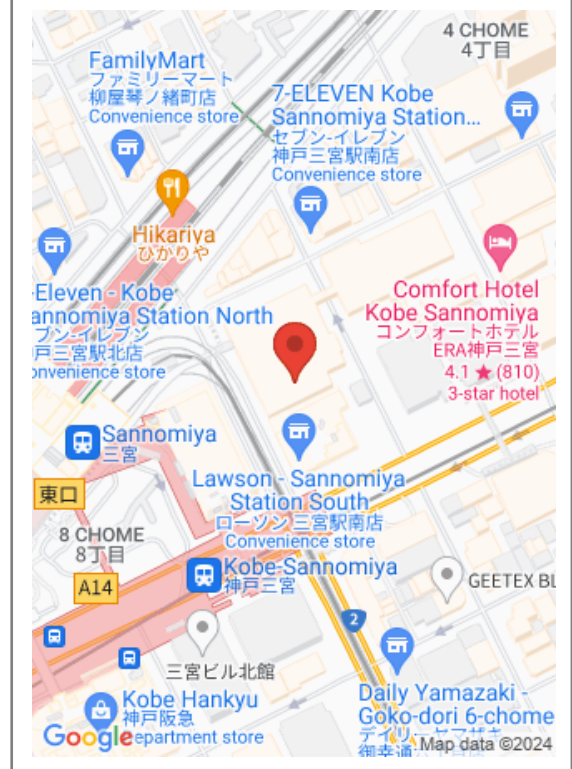 4 CHOME
4丁目
FamilyMart
ファミリーマート
柳屋琴ノ緒町店
Convenience store
7-ELEVEN Kobe
Sannomiya Station...
セブン-イレブン
神戸三宮駅南店
Convenience store
Hikariya
ひかりや
-Eleven - Kobe
annomiya Station North
ブン-イレブン
戸三宮駅北店
onvenience store
Comfort Hotel
Kobe Sannomiya
コンフォートホテル
ERA神戸三宮
4.1 ★ (810)
3-star hotel
Sannomiya
三宮
東口
Lawson - Sannomiya
Station South
ローソン 三宮駅南店
Convenience store
8 CHOME
8丁目
A14
Kobe-Sannomiya
神戸三宮
GEETEX BL
2
三宮ビル北館
Kobe Hankyu
神戸阪急
epartment store
Daily Yamazaki -
Goko-dori 6-chome
デイリーヤマザキ
御幸通六丁目店
Google
Map data ©2024